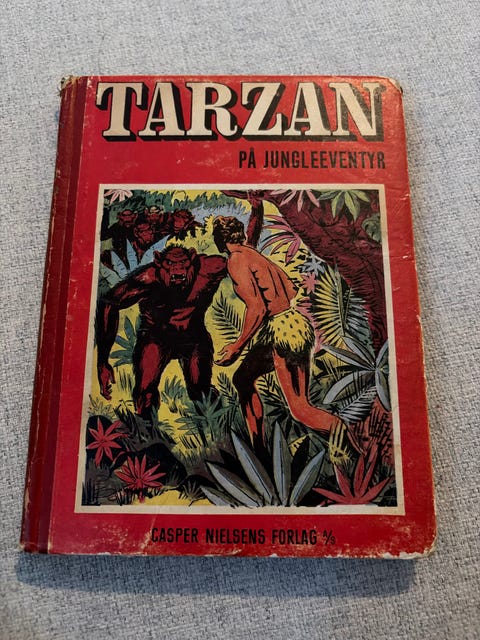 TARZAN
PÅ JUNGLEEVENTYR
CASPER NIELSENS FORLAG A/S